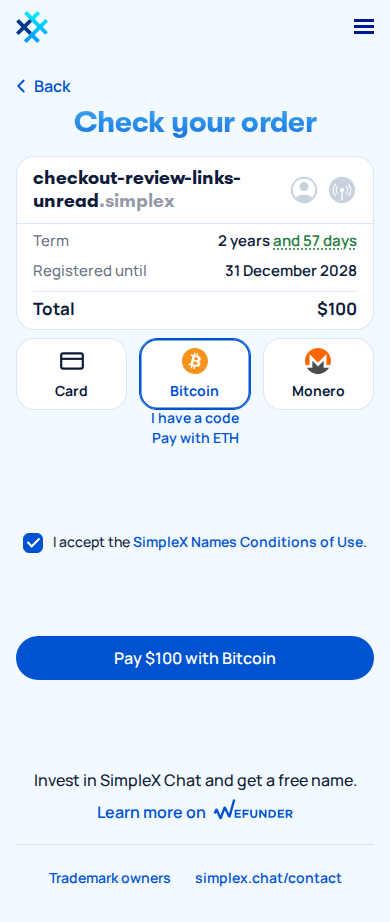 Back
Check your order
checkout-review-links-
unread.simplex
Term 2 years and 57 days
Registered until 31 December 2028
Total $100
Card Bitcoin Monero
I have a code
Pay with ETH
I accept the SimpleX Names Conditions of Use.
Pay $100 with Bitcoin
Invest in SimpleX Chat and get a free name.
Learn more on WEFUNDER
Trademark owners simplex.chat/contact